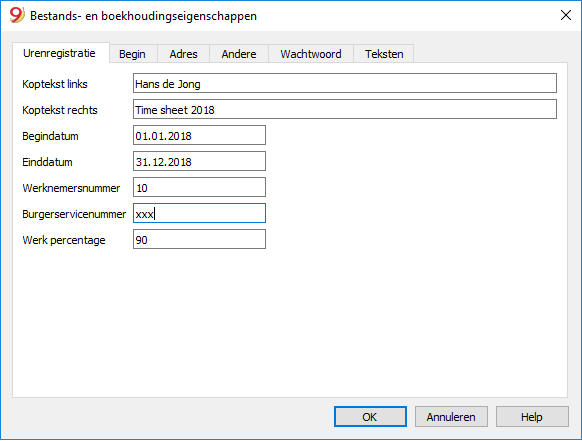 9 Bestands- en boekhoudingseigenschappen
Urenregistratie Begin Adres Andere Wachtwoord Teksten
Koptekst links Hans de Jong
Koptekst rechts Time sheet 2018
Begindatum 01.01.2018
Einddatum 31.12.2018
Werknemersnummer 10
Burgerservicenummer xxx
Werk percentage 90
OK Annuleren Help